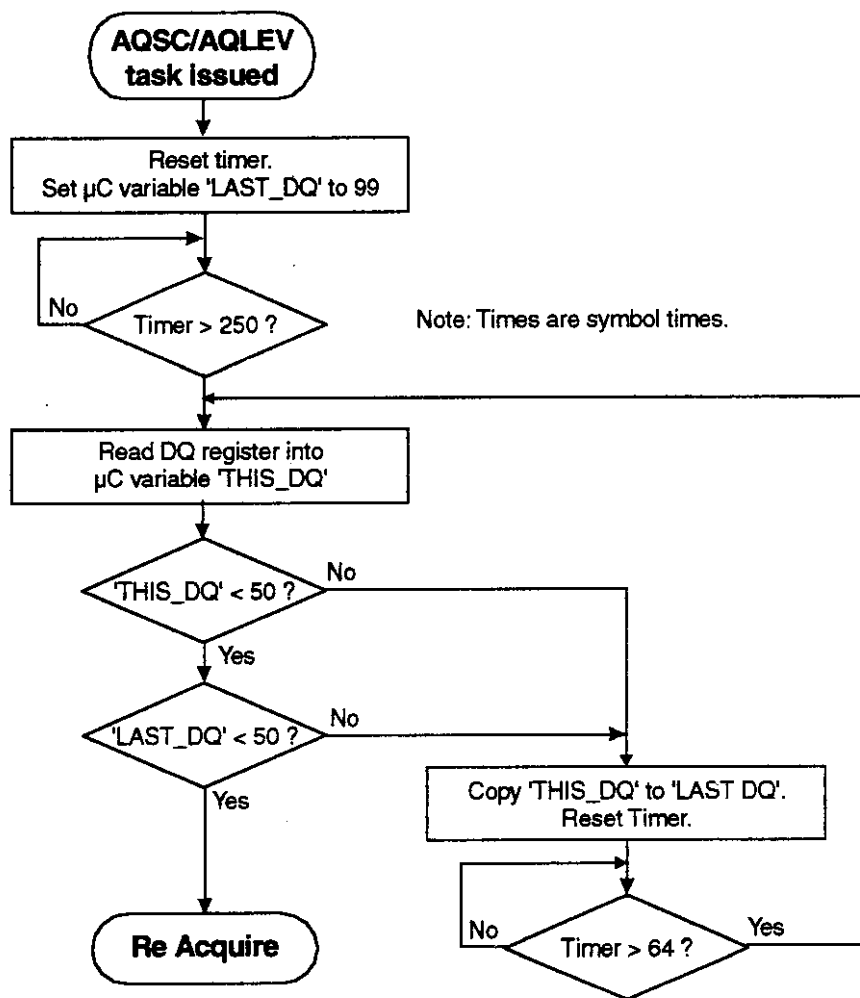 AQSC/AQLEV
task issued
Reset timer.
Set µC variable 'LAST_DQ' to 99
No
Timer > 250 ?
Note: Times are symbol times.
Read DQ register into
µC variable 'THIS_DQ'
'THIS_DQ' < 50 ?
No
Yes
'LAST_DQ' < 50 ?
No
Yes
Copy 'THIS_DQ' to 'LAST DQ'.
Reset Timer.
No
Timer > 64 ?
Yes
Re Acquire